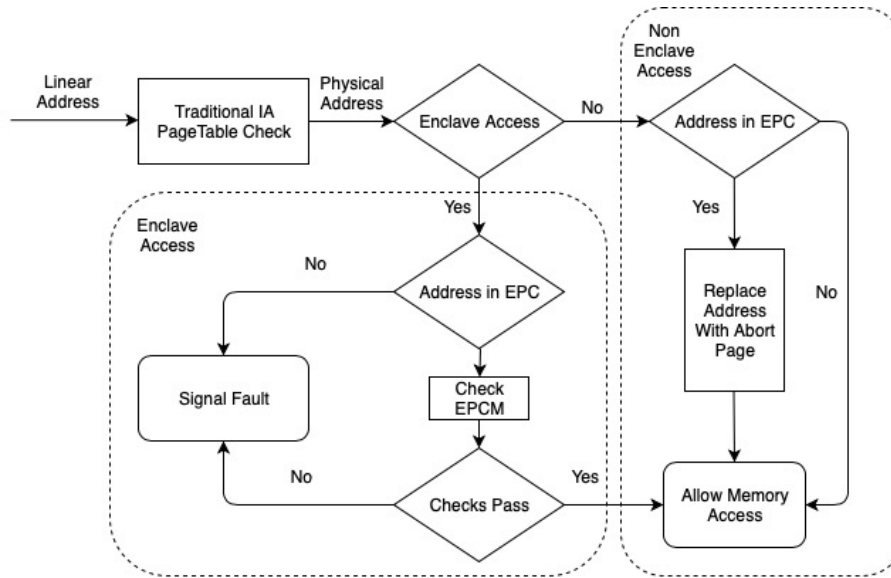 Non
Enclave
Access
Linear
Address
Traditional IA
PageTable Check
Physical
Address
Enclave Access
No
Address in EPC
Yes
Yes
Enclave
Access
No
Address in EPC
Replace
Address
With Abort
Page
No
Signal Fault
Check
EPCM
No
Checks Pass
Yes
Allow Memory
Access